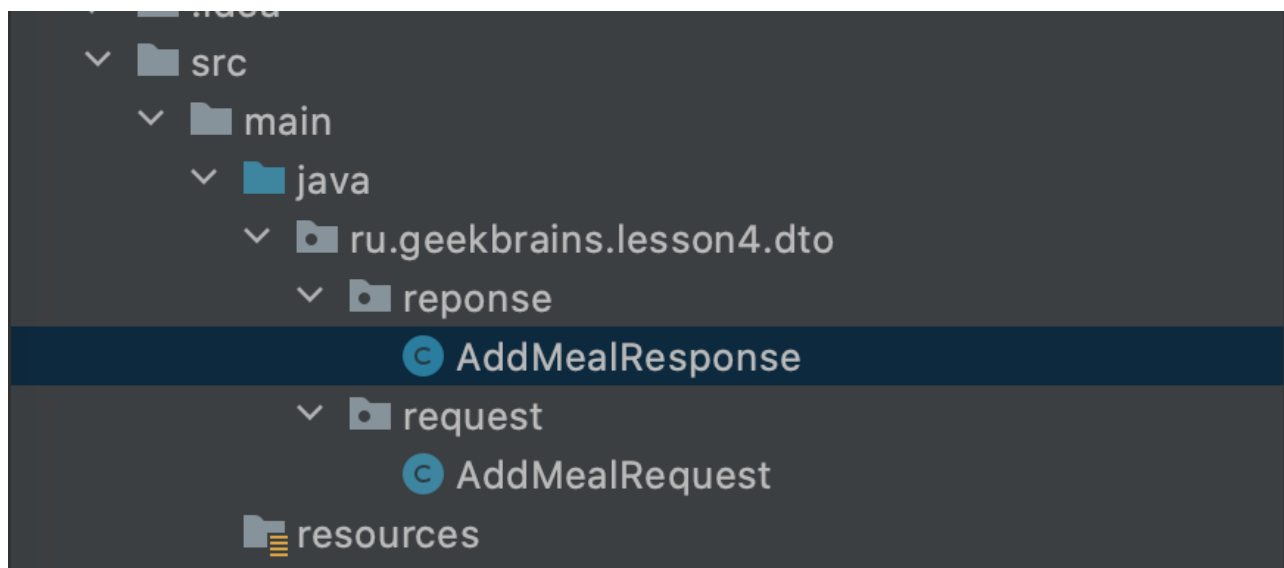 src
main
java
ru.geekbrains.lesson4.dto
reponse
C AddMealResponse
request
C AddMealRequest
resources